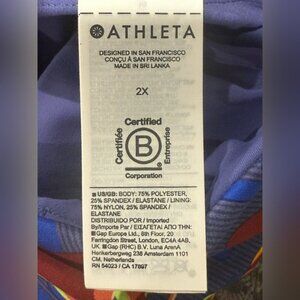 ATHLETA
DESIGNED IN SAN FRANCISCO
CONÇU À SAN FRANCISCO
MADE IN SRI LANKA
2X
Certified
Certifiée
B
Entreprise
Corporation
US/GB: BODY: 75% POLYESTER,
25% SPANDEX / ELASTANE / LINING:
75% NYLON, 25% SPANDEX /
ELASTANE
DISTRIBUIDO POR / Imported
By/Importe Par / ΕΙΣΑΓΕΤΑΙ ΑΠΟ ΤΗΝ :
Gap Europe Ltd., 6th Floor, 20
Farringdon Street, London, EC4A 4AB,
UK Gap (RHC) B.V. Luna ArenA
Herikerbergweg 238 Amsterdam 1101
CM, Netherlands
RN 54023 / CA 17897